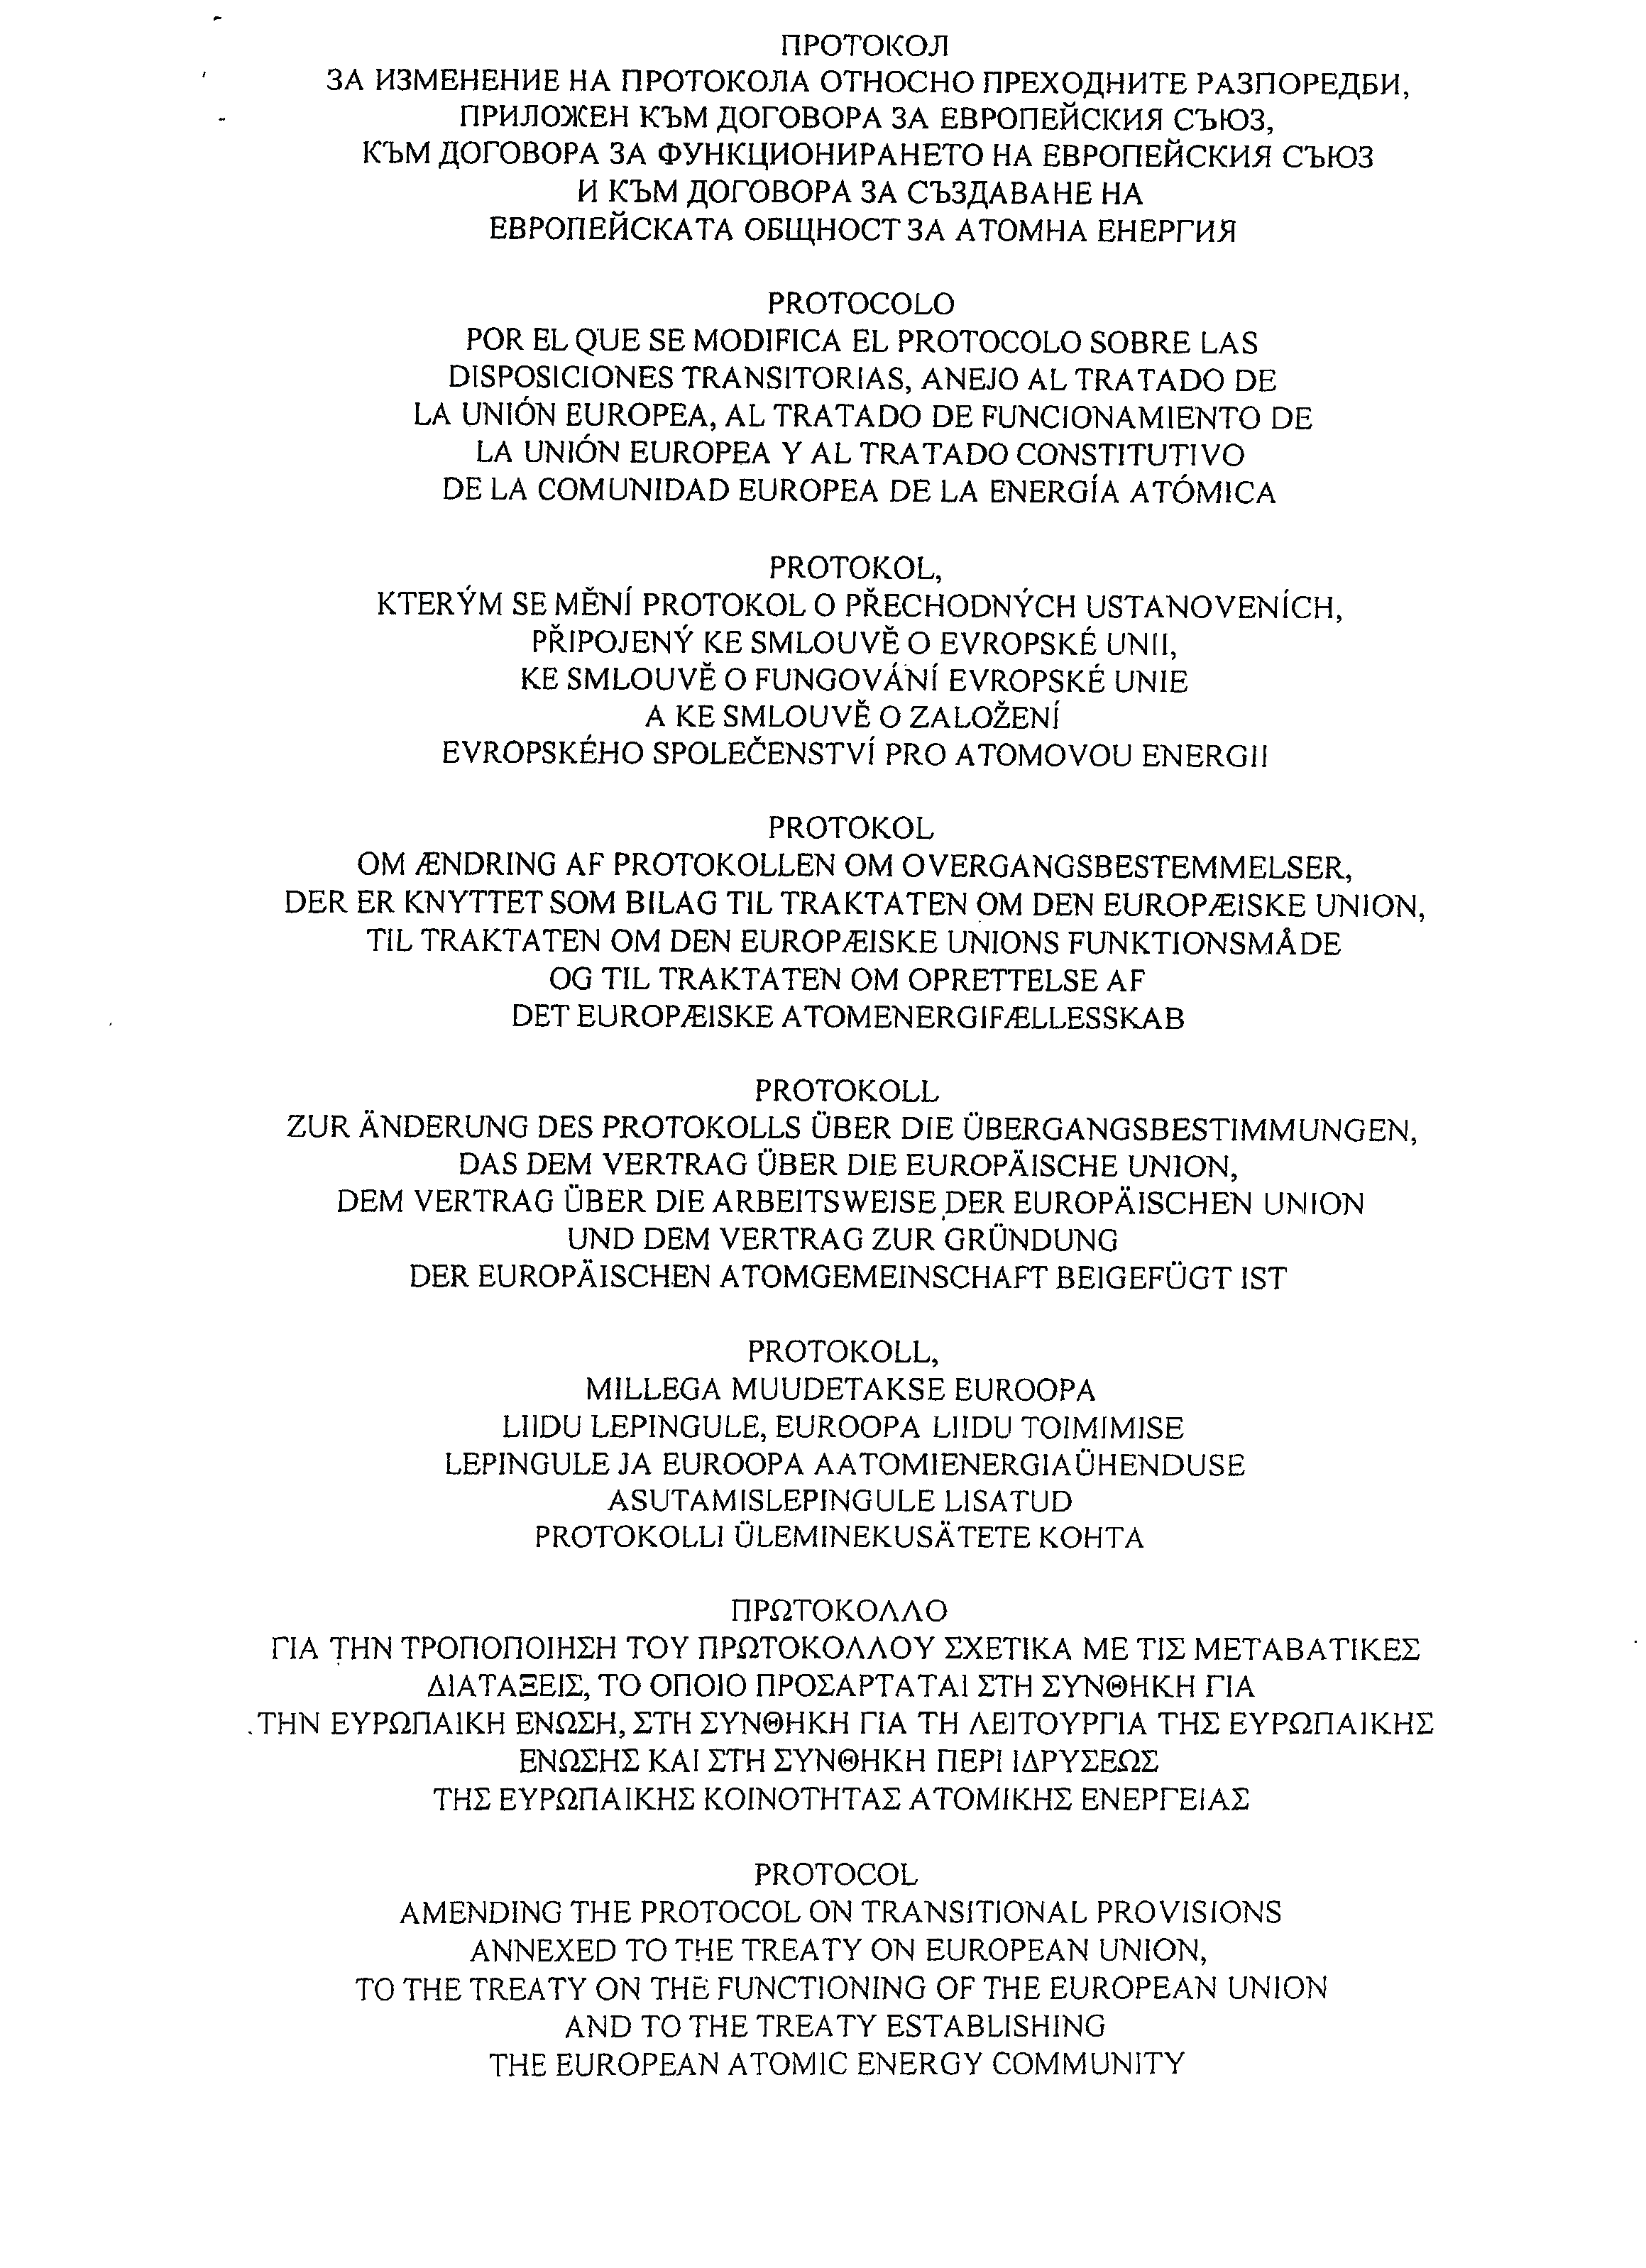 ПРОТОКОЛ
ЗА ИЗМЕНЕНИЕ НА ПРОТОКОЛА ОТНОСНО ПРЕХОДНИТЕ РАЗПОРЕДБИ,
ПРИЛОЖЕН КЪМ ДОГОВОРА ЗА ЕВРОПЕЙСКИЯ СЪЮЗ,
КЪМ ДОГОВОРА ЗА ФУНКЦИОНИРАНЕТО НА ЕВРОПЕЙСКИЯ СЪЮЗ
И КЪМ ДОГОВОРА ЗА СЪЗДАВАНЕ НА
ЕВРОПЕЙСКАТА ОБЩНОСТ ЗА АТОМНА ЕНЕРГИЯ
PROTOCOLO
POR EL QUE SE MODIFICA EL PROTOCOLO SOBRE LAS
DISPOSICIONES TRANSITORIAS, ANEJO AL TRATADO DE
LA UNIÓN EUROPEA, AL TRATADO DE FUNCIONAMIENTO DE
LA UNIÓN EUROPEA Y AL TRATADO CONSTITUTIVO
DE LA COMUNIDAD EUROPEA DE LA ENERGÍA ATÓMICA
PROTOKOL,
KTERÝM SE MĚNÍ PROTOKOL O PŘECHODNÝCH USTANOVENÍCH,
PŘIPOJENÝ KE SMLOUVĚ O EVROPSKÉ UNII,
KE SMLOUVĚ O FUNGOVÁNÍ EVROPSKÉ UNIE
A KE SMLOUVĚ O ZALOŽENÍ
EVROPSKÉHO SPOLEČENSTVÍ PRO ATOMOVOU ENERGII
PROTOKOL
OM ÆNDRING AF PROTOKOLLEN OM OVERGANGSBESTEMMELSER,
DER ER KNYTTET SOM BILAG TIL TRAKTATEN OM DEN EUROPÆISKE UNION,
TIL TRAKTATEN OM DEN EUROPÆISKE UNIONS FUNKTIONSMÅDE
OG TIL TRAKTATEN OM OPRETTELSE AF
DET EUROPÆISKE ATOMENERGIFÆLLESSKAB
PROTOKOLL
ZUR ÄNDERUNG DES PROTOKOLLS ÜBER DIE ÜBERGANGSBESTIMMUNGEN,
DAS DEM VERTRAG ÜBER DIE EUROPÄISCHE UNION,
DEM VERTRAG ÜBER DIE ARBEITSWEISE DER EUROPÄISCHEN UNION
UND DEM VERTRAG ZUR GRÜNDUNG
DER EUROPÄISCHEN ATOMGEMEINSCHAFT BEIGEFÜGT IST
PROTOKOLL,
MILLEGA MUUDETAKSE EUROOPA
LIIDU LEPINGULE, EUROOPA LIIDU TOIMIMISE
LEPINGULE JA EUROOPA AATOMIENERGIAÜHENDUSE
ASUTAMISLEPINGULE LISATUD
PROTOKOLLI ÜLEMINEKUSÄTETE KOHTA
ΠΡΩΤΟΚΟΛΛΟ
ΓΙΑ ΤΗΝ ΤΡΟΠΟΠΟΙΗΣΗ ΤΟΥ ΠΡΩΤΟΚΟΛΛΟΥ ΣΧΕΤΙΚΑ ΜΕ ΤΙΣ ΜΕΤΑΒΑΤΙΚΕΣ
ΔΙΑΤΑΞΕΙΣ, ΤΟ ΟΠΟΙΟ ΠΡΟΣΑΡΤΑΤΑΙ ΣΤΗ ΣΥΝΘΗΚΗ ΓΙΑ
ΤΗΝ ΕΥΡΩΠΑΙΚΗ ΕΝΩΣΗ, ΣΤΗ ΣΥΝΘΗΚΗ ΓΙΑ ΤΗ ΛΕΙΤΟΥΡΓΙΑ ΤΗΣ ΕΥΡΩΠΑΙΚΗΣ
ΕΝΩΣΗΣ ΚΑΙ ΣΤΗ ΣΥΝΘΗΚΗ ΠΕΡΙ ΙΔΡΥΣΕΩΣ
ΤΗΣ ΕΥΡΩΠΑΙΚΗΣ ΚΟΙΝΟΤΗΤΑΣ ΑΤΟΜΙΚΗΣ ΕΝΕΡΓΕΙΑΣ
PROTOCOL
AMENDING THE PROTOCOL ON TRANSITIONAL PROVISIONS
ANNEXED TO THE TREATY ON EUROPEAN UNION,
TO THE TREATY ON THE FUNCTIONING OF THE EUROPEAN UNION
AND TO THE TREATY ESTABLISHING
THE EUROPEAN ATOMIC ENERGY COMMUNITY